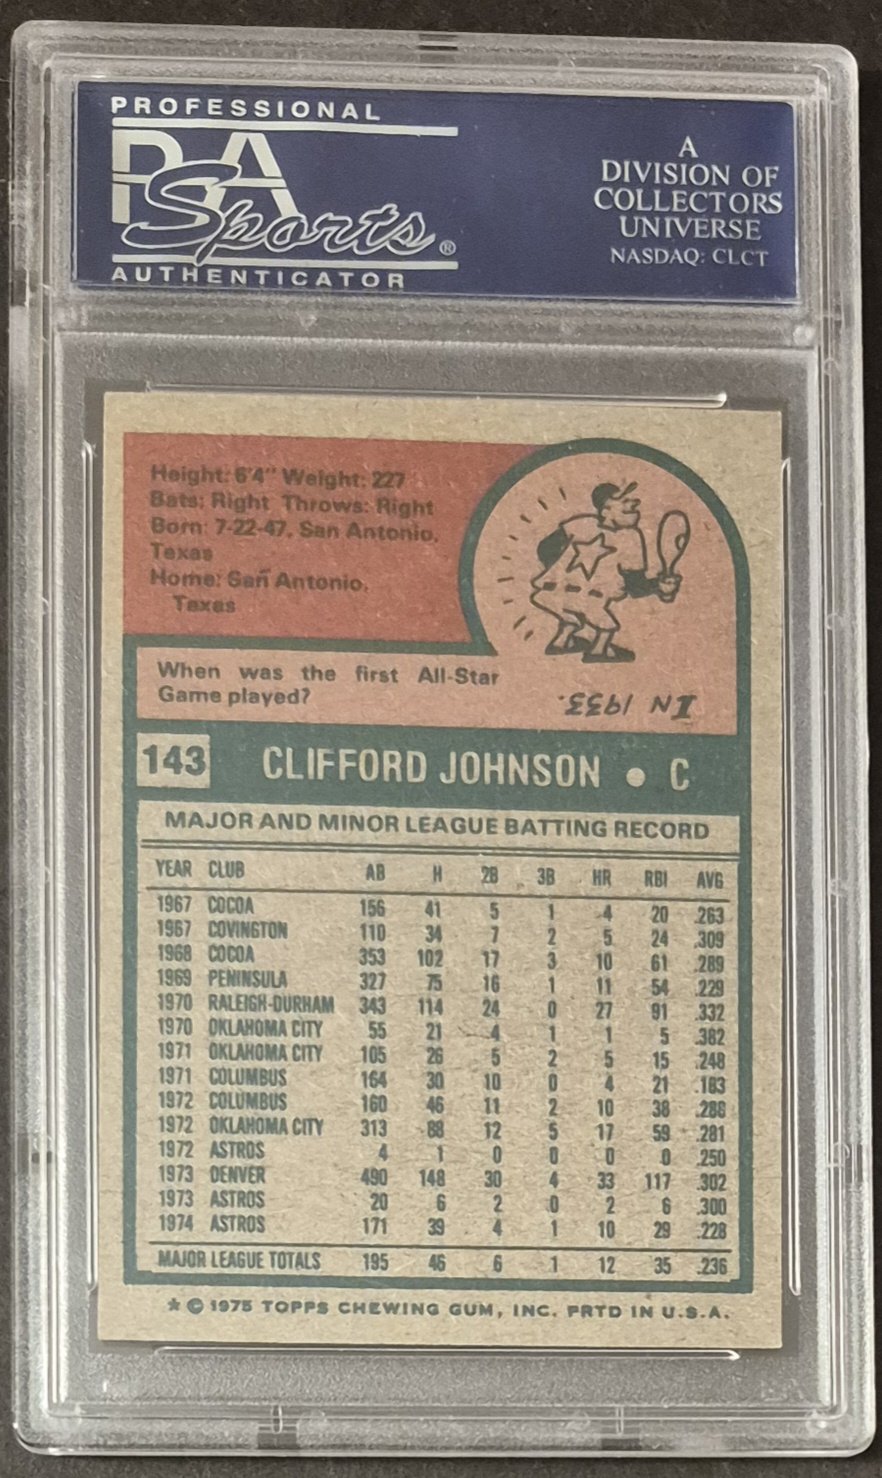 PROFESSIONAL
PSA
Sports®
AUTHENTICATOR
A
DIVISION OF
COLLECTORS
UNIVERSE
NASDAQ: CLCT
Height: 6'4" Weight: 227
Bats: Right Throws: Right
Born: 7-22-47, San Antonio,
Texas
Home: San Antonio,
Texas
When was the first All-Star
Game played?
IN 1933.
143 CLIFFORD JOHNSON • C
MAJOR AND MINOR LEAGUE BATTING RECORD
YEAR CLUB AB H 2B 3B HR RBI AVG
1967 COCOA 156 41 5 1 4 20 .263
1967 COVINGTON 110 34 7 2 5 24 .309
1968 COCOA 353 102 17 3 10 61 .289
1969 PENINSULA 327 75 16 1 11 54 .229
1970 RALEIGH-DURHAM 343 114 24 0 27 91 .332
1970 OKLAHOMA CITY 55 21 4 1 1 5 .382
1971 OKLAHOMA CITY 105 26 5 2 5 15 .248
1971 COLUMBUS 164 30 10 0 4 21 .183
1972 COLUMBUS 160 46 11 2 10 38 .288
1972 OKLAHOMA CITY 313 88 12 5 17 59 .281
1972 ASTROS 4 1 0 0 0 0 .250
1973 DENVER 490 148 30 4 33 117 .302
1973 ASTROS 20 6 2 0 2 6 .300
1974 ASTROS 171 39 4 1 10 29 .228
MAJOR LEAGUE TOTALS 195 46 6 1 12 35 .236
★ © 1975 TOPPS CHEWING GUM, INC. PRTD IN U.S.A.